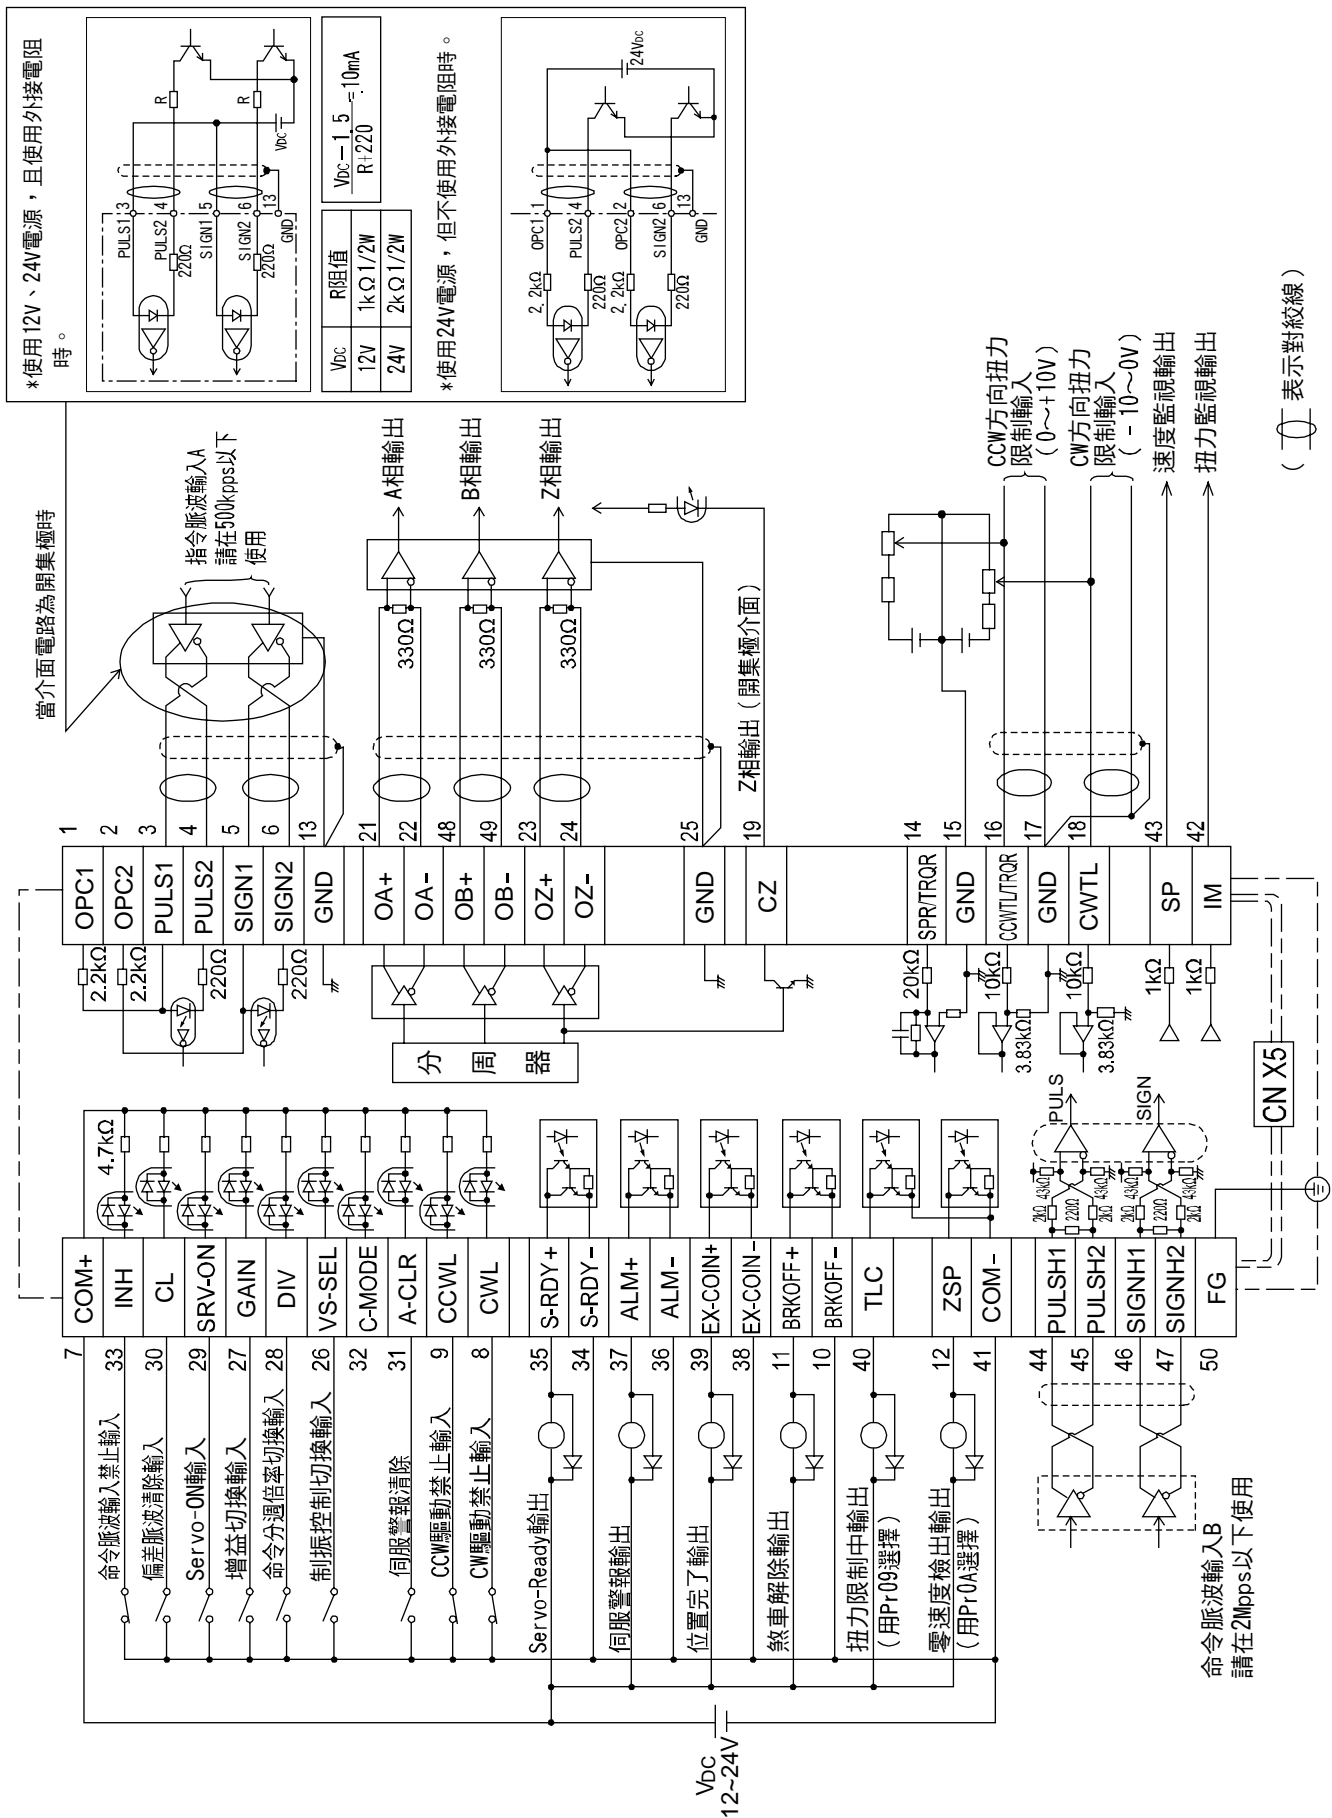 *使用12V、24V電源，且使用外接電阻
時。
PULS1 3
PULS2 4
220Ω
SIGN1 5
SIGN2 6
220Ω
13
GND
R
R
VDC
VDC R阻值
12V 1kΩ1/2W
24V 2kΩ1/2W
VDC－1.5
R+220
≒10mA
*使用24V電源，但不使用外接電阻時。
OPC1 1
2.2kΩ
PULS2 4
220Ω
OPC2 2
2.2kΩ
SIGN2 6
220Ω
13
GND
24VDC
當介面電路為開集極時
指令脈波輸入A
請在500kpps以下
使用
A相輸出
B相輸出
Z相輸出
330Ω
330Ω
330Ω
Z相輸出（開集極介面）
CCW方向扭力
限制輸入
(0～+10V)
CW方向扭力
限制輸入
(－10～0V)
速度監視輸出
扭力監視輸出
( 表示對絞線)
OPC1 1
OPC2 2
PULS1 3
PULS2 4
SIGN1 5
SIGN2 6
GND 13
OA+ 21
OA- 22
OB+ 48
OB- 49
OZ+ 23
OZ- 24
GND 25
CZ 19
SPR/TRQR 14
GND 15
CCWTL/TRQR 16
GND 17
CWTL 18
SP 43
IM 42
2.2kΩ
2.2kΩ
220Ω
220Ω
分周器
20kΩ
10kΩ
3.83kΩ
10kΩ
3.83kΩ
1kΩ
1kΩ
CN X5
4.7kΩ
PULS
SIGN
2kΩ 43kΩ
220Ω
2kΩ 43kΩ
2kΩ 43kΩ
220Ω
2kΩ 43kΩ
7 COM+
命令脈波輸入禁止輸入 33 INH
偏差脈波清除輸入 30 CL
Servo-ON輸入 29 SRV-ON
增益切換輸入 27 GAIN
命令分週倍率切換輸入 28 DIV
制振控制切換輸入 26 VS-SEL
32 C-MODE
伺服警報清除 31 A-CLR
CCW驅動禁止輸入 9 CCWL
CW驅動禁止輸入 8 CWL
Servo-Ready輸出 35 S-RDY+
34 S-RDY-
伺服警報輸出 37 ALM+
36 ALM-
位置完了輸出 39 EX-COIN+
38 EX-COIN-
煞車解除輸出 11 BRKOFF+
10 BRKOFF-
扭力限制中輸出 40 TLC
(用Pr09選擇)
零速度檢出輸出 12 ZSP
(用Pr0A選擇)
41 COM-
44 PULSH1
45 PULSH2
46 SIGNH1
47 SIGNH2
50 FG
VDC
12~24V
命令脈波輸入B
請在2Mpps以下使用